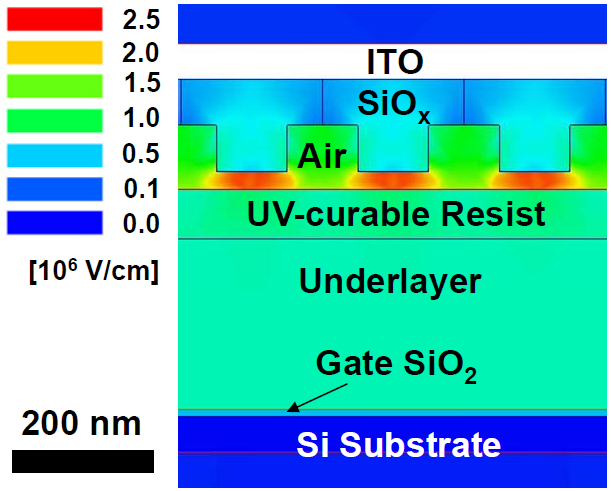 2.5
2.0
1.5
1.0
0.5
0.1
0.0
[10⁶ V/cm]
200 nm
ITO
SiOₓ
Air
UV-curable Resist
Underlayer
Gate SiO₂
Si Substrate